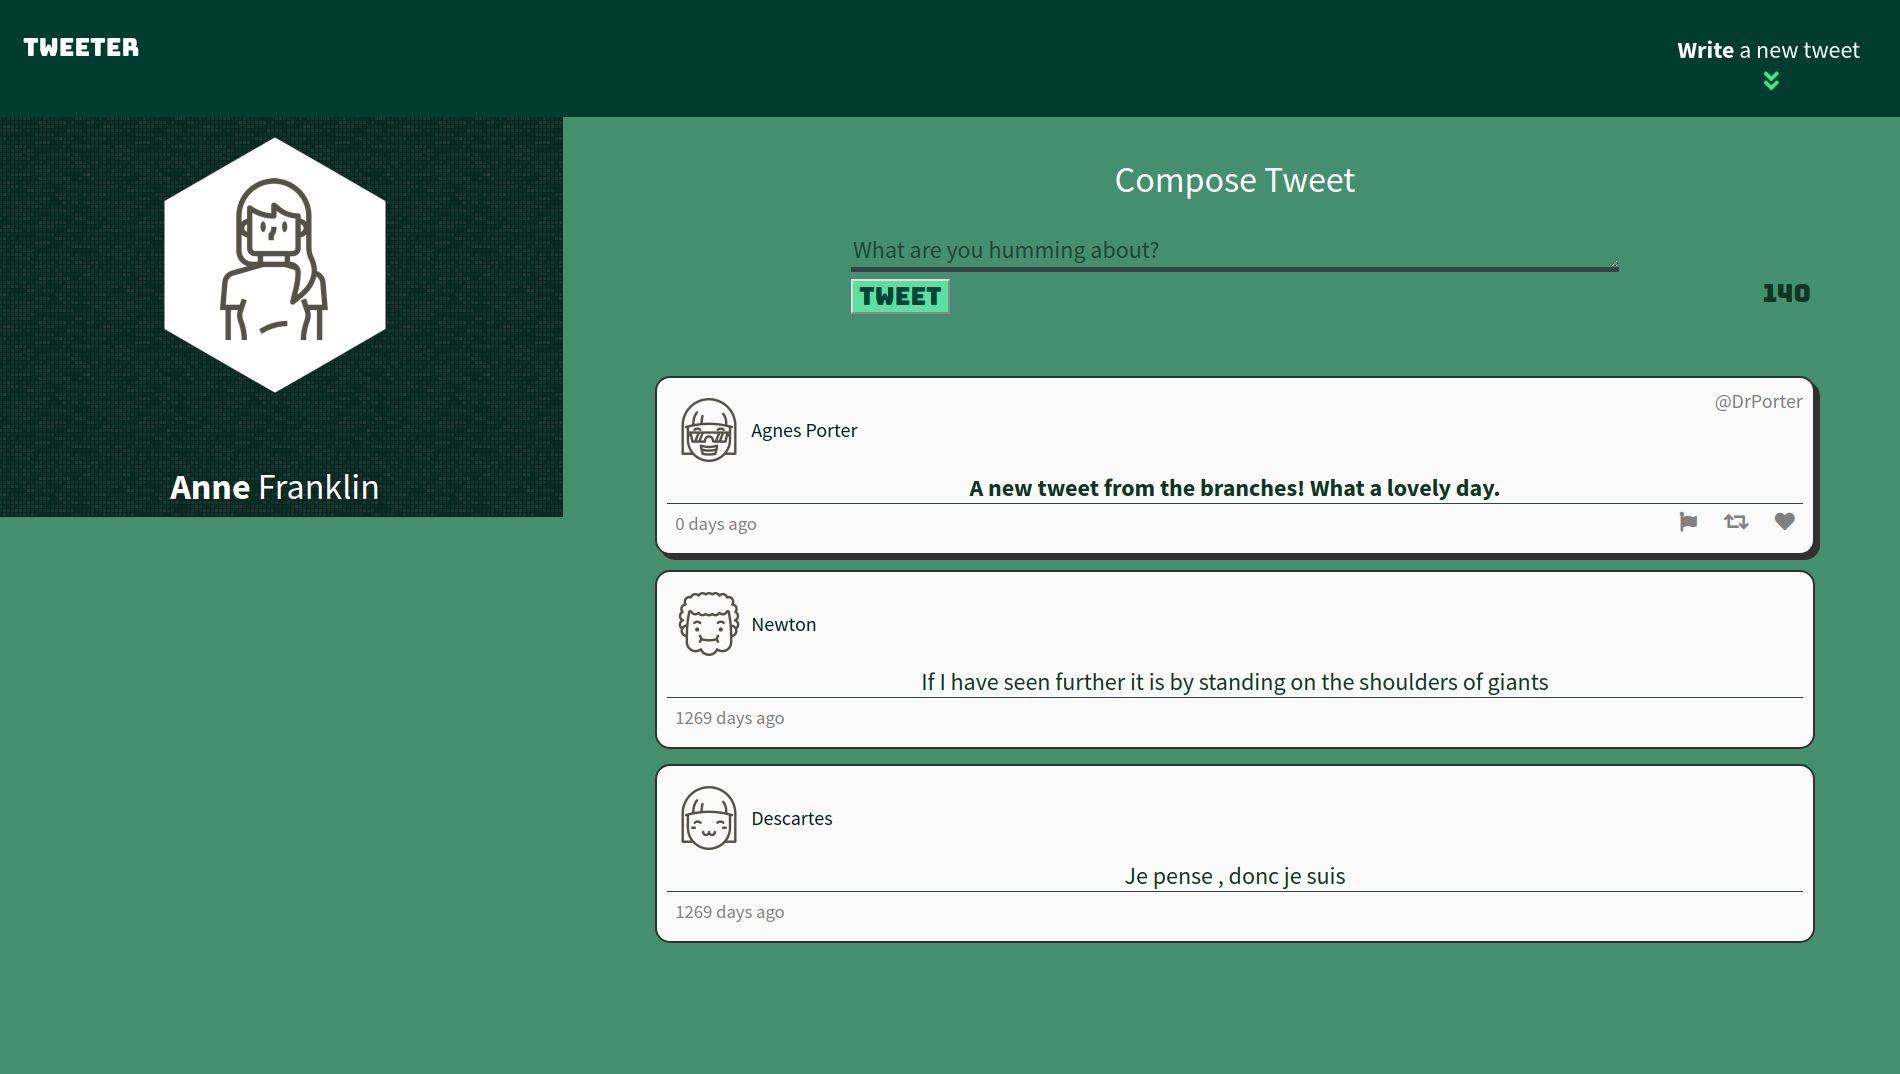 TWEETER
Write a new tweet
Anne Franklin
Compose Tweet
What are you humming about?
TWEET
140
@DrPorter
Agnes Porter
A new tweet from the branches! What a lovely day.
0 days ago
Newton
If I have seen further it is by standing on the shoulders of giants
1269 days ago
Descartes
Je pense , donc je suis
1269 days ago